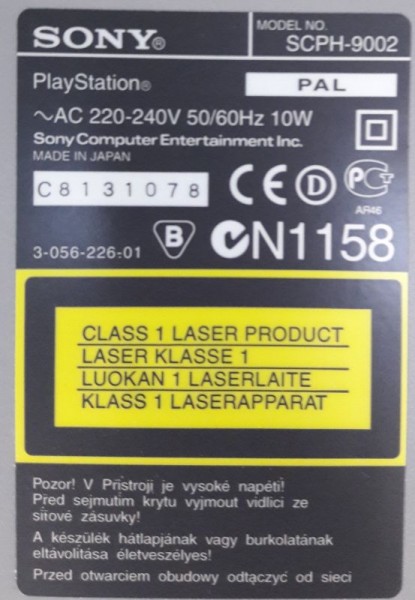 SONY®
MODEL NO.
SCPH-9002
PlayStation®
PAL
~AC 220-240V 50/60Hz 10W
Sony Computer Entertainment Inc.
MADE IN JAPAN
C8131078
CE D PCT
AR46
3-056-226-01
B
N1158
CLASS 1 LASER PRODUCT
LASER KLASSE 1
LUOKAN 1 LASERLAITE
KLASS 1 LASERAPPARAT
Pozor! V Přistroji je vysoké napětí!
Před sejmutím krytu vyjmout vidlici ze
síťové zásuvky!
A készülék hátlapjának vagy burkolatának
eltávolítása életveszélyes!
Przed otwarciem obudowy odtączyć od sieci